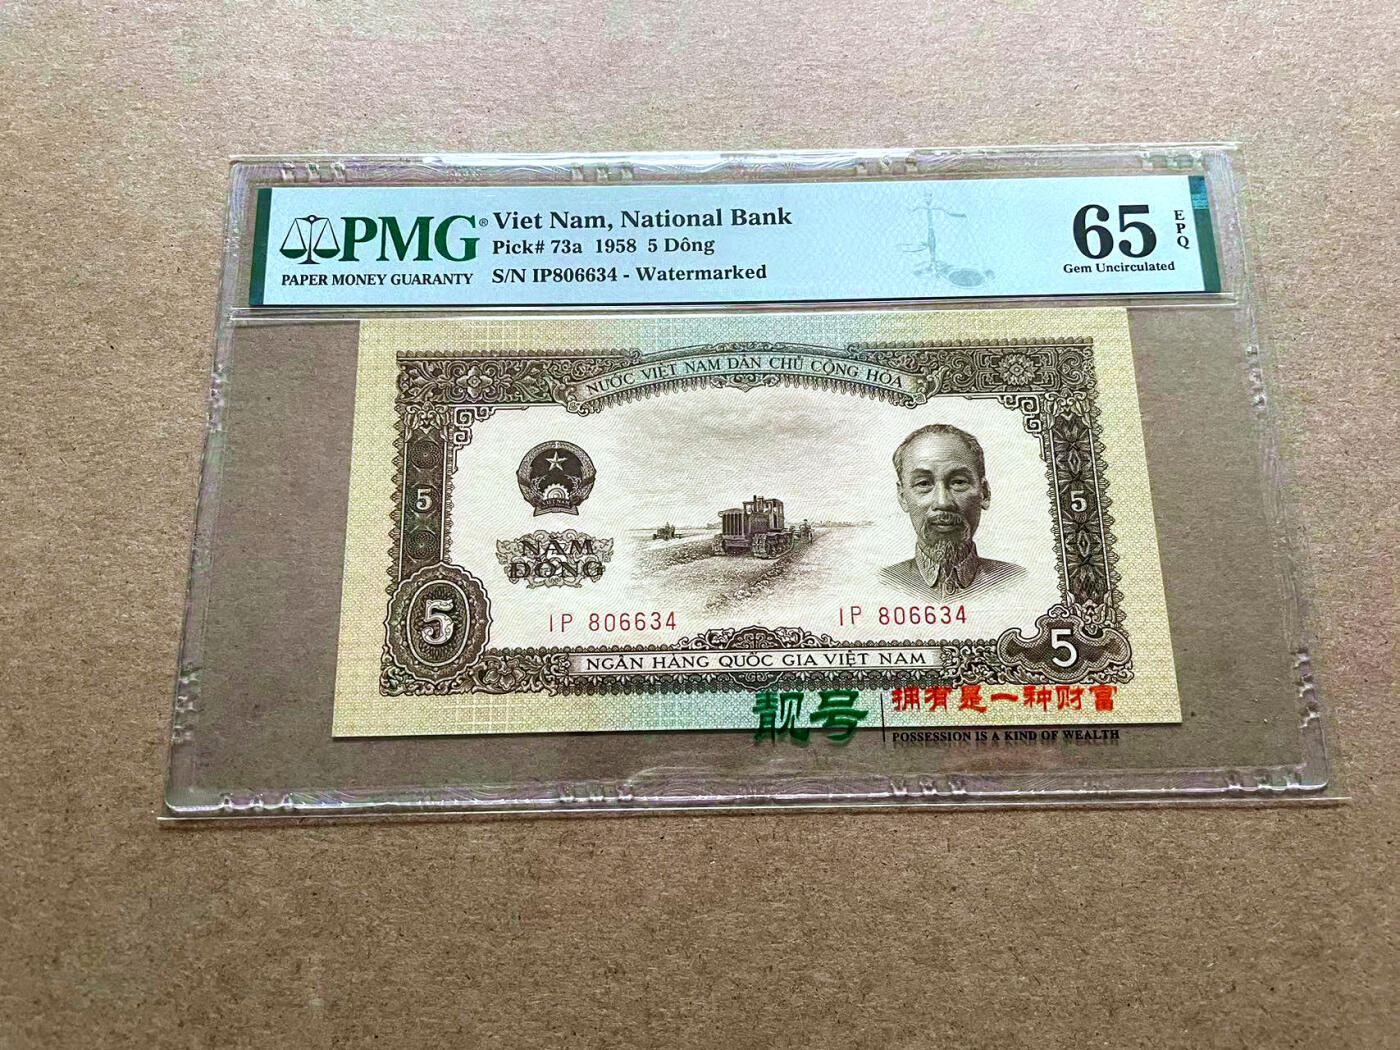 PMG® Viet Nam, National Bank
Pick# 73a 1958 5 Dông
PAPER MONEY GUARANTY S/N IP806634 - Watermarked
65 EPQ
Gem Uncirculated
NƯỚC VIỆT NAM DÂN CHỦ CỘNG HÒA
VIỆT NAM
5
5
NĂM
ĐỒNG
IP 806634
IP 806634
5
5
NGÂN HÀNG QUỐC GIA VIỆT NAM
靓号
拥有是一种财富
POSSESSION IS A KIND OF WEALTH